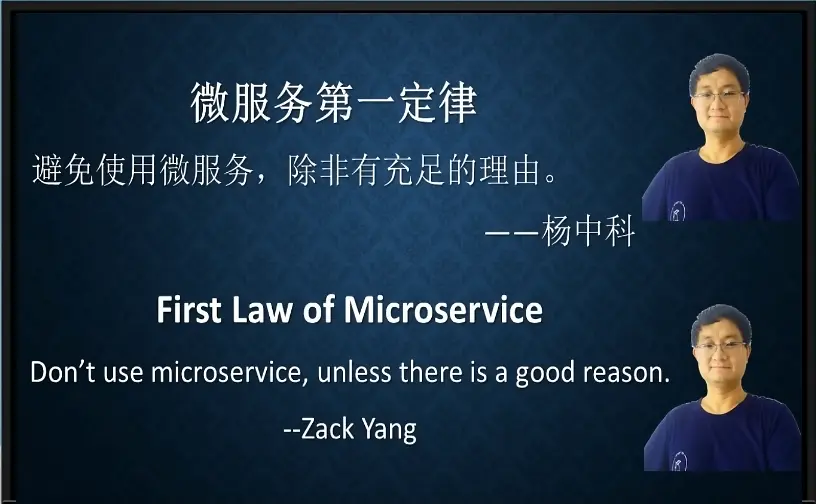 微服务第一定律
避免使用微服务，除非有充足的理由。
——杨中科
First Law of Microservice
Don’t use microservice, unless there is a good reason.
--Zack Yang